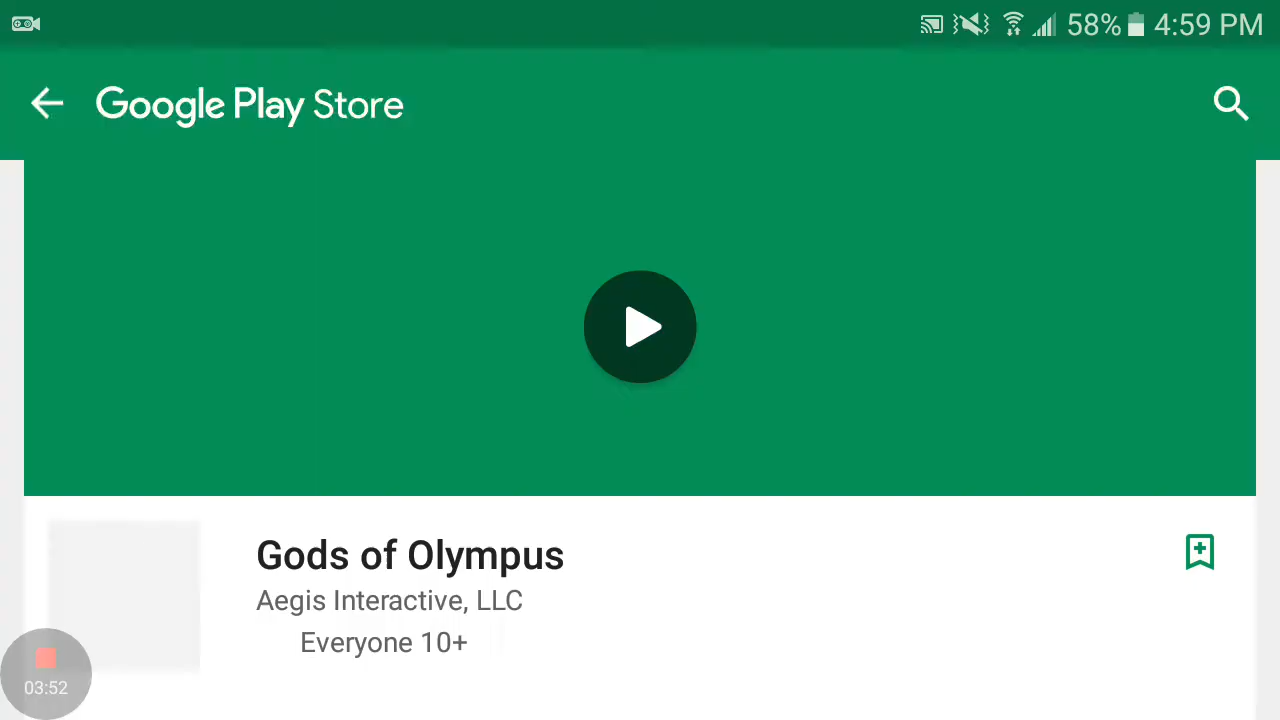 58% 4:59 PM
Google Play Store
Gods of Olympus
Aegis Interactive, LLC
Everyone 10+
03:52